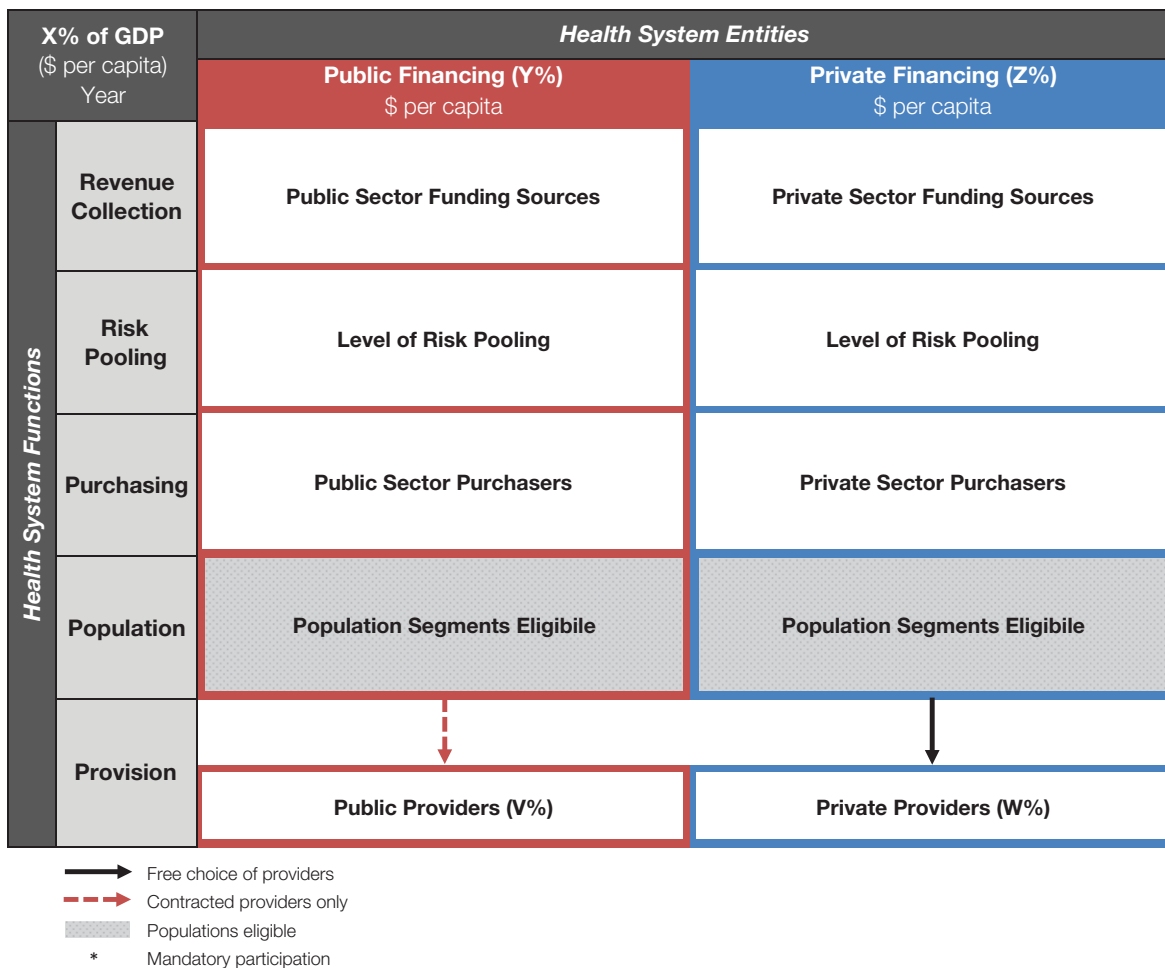 X% of GDP
($ per capita)
Year
Health System Entities
Public Financing (Y%)
$ per capita
Private Financing (Z%)
$ per capita
Health System Functions
Revenue
Collection
Public Sector Funding Sources
Private Sector Funding Sources
Risk
Pooling
Level of Risk Pooling
Level of Risk Pooling
Purchasing
Public Sector Purchasers
Private Sector Purchasers
Population
Population Segments Eligibile
Population Segments Eligibile
Provision
Public Providers (V%)
Private Providers (W%)
Free choice of providers
Contracted providers only
Populations eligible
* Mandatory participation